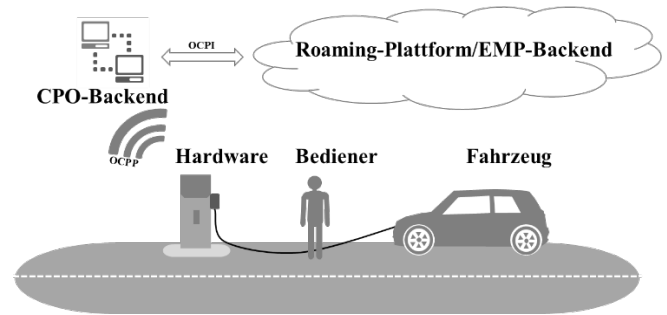 OCPI
Roaming-Plattform/EMP-Backend
CPO-Backend
OCPP
Hardware
Bediener
Fahrzeug